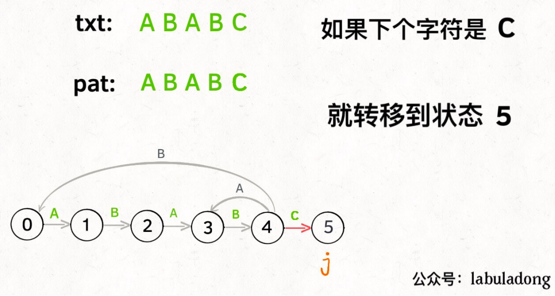 txt: A B A B C
如果下个字符是 C
pat: A B A B C
就转移到状态 5
B
A
A B A B C
0 1 2 3 4 5
j
公众号：labuladong